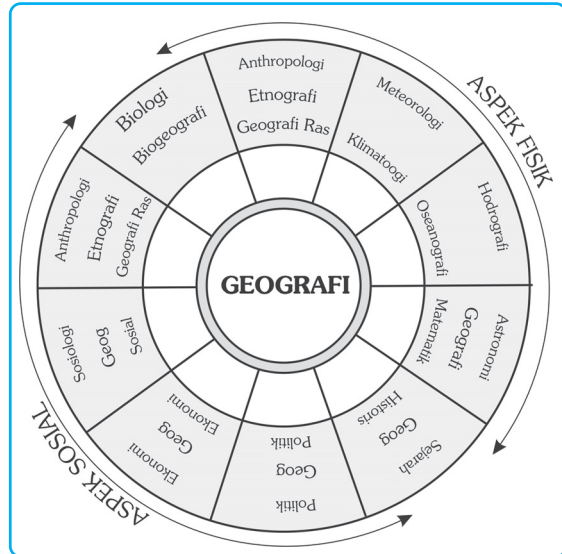 Anthropologi
Etnografi
Geografi Ras
Meteorologi
Klimatoogi
Hodrografi
Oseanografi
Astronomi
Geografi
Matematik
Sejarah
Geog
Historis
Politik
Geog
Politik
Ekonomi
Geog
Ekonomi
Sosiologi
Geog
Sosial
Anthropologi
Etnografi
Geografi Ras
Biologi
Biogeografi
GEOGRAFI
ASPEK FISIK
ASPEK SOSIAL